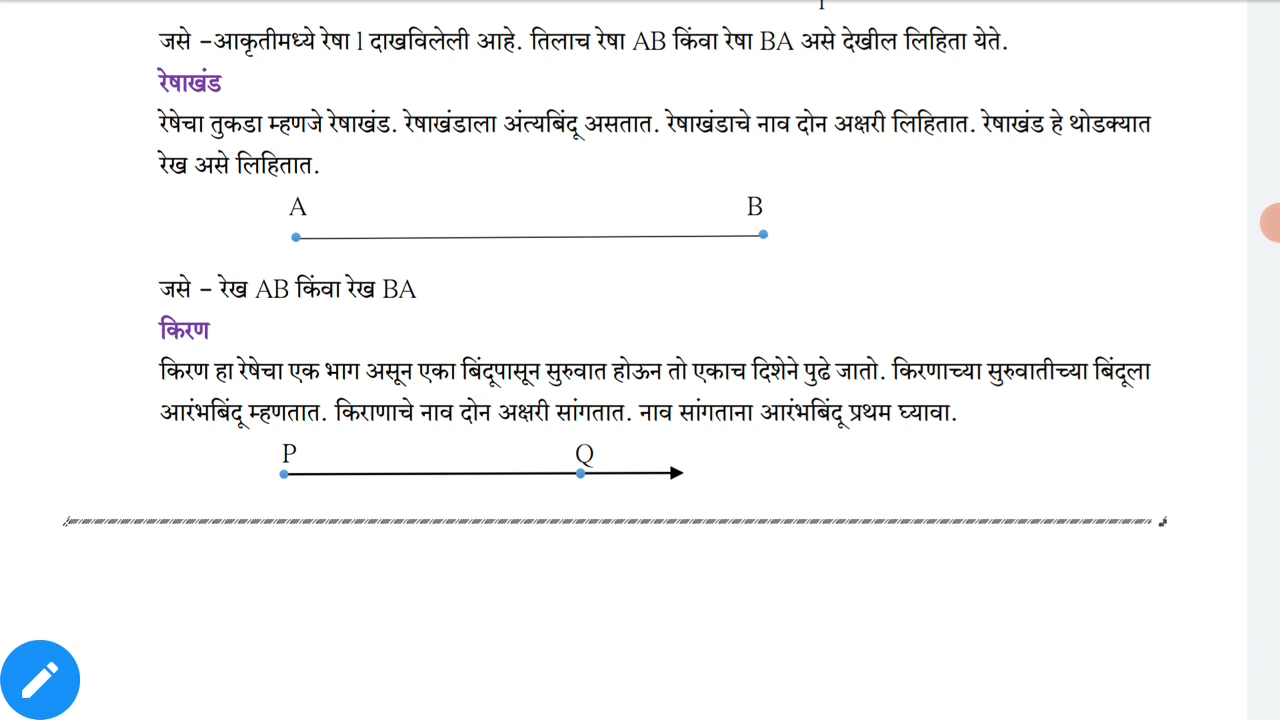 जसे –आकृतीमध्ये रेषा l दाखविलेली आहे. तिलाच रेषा AB किंवा रेषा BA असे देखील लिहिता येते.
रेषाखंड
रेषेचा तुकडा म्हणजे रेषाखंड. रेषाखंडाला अंत्यबिंदू असतात. रेषाखंडाचे नाव दोन अक्षरी लिहितात. रेषाखंड हे थोडक्यात
रेख असे लिहितात.
A B
जसे – रेख AB किंवा रेख BA
किरण
किरण हा रेषेचा एक भाग असून एका बिंदूपासून सुरुवात होऊन तो एकाच दिशेने पुढे जातो. किरणाच्या सुरुवातीच्या बिंदूला
आरंभबिंदू म्हणतात. किराणाचे नाव दोन अक्षरी सांगतात. नाव सांगताना आरंभबिंदू प्रथम घ्यावा.
P Q